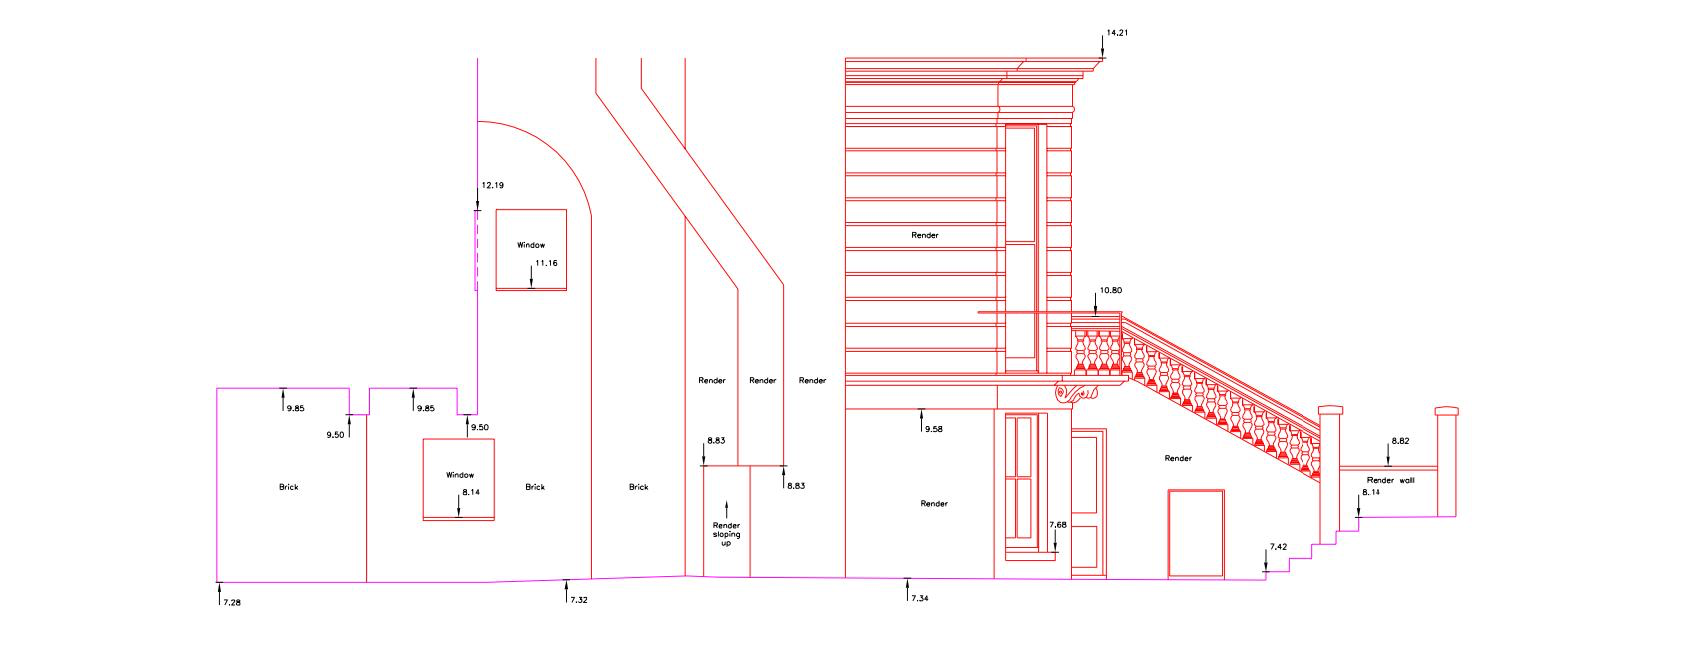 14.21
12.19
Window
11.16
Render
10.80
Render
Render
Render
9.85
9.85
9.50
9.50
9.58
8.83
8.82
Window
8.14
Brick
Brick
Brick
8.83
Render
Render wall
8.14
Render
Render
sloping
up
7.68
7.42
7.28
7.32
7.34